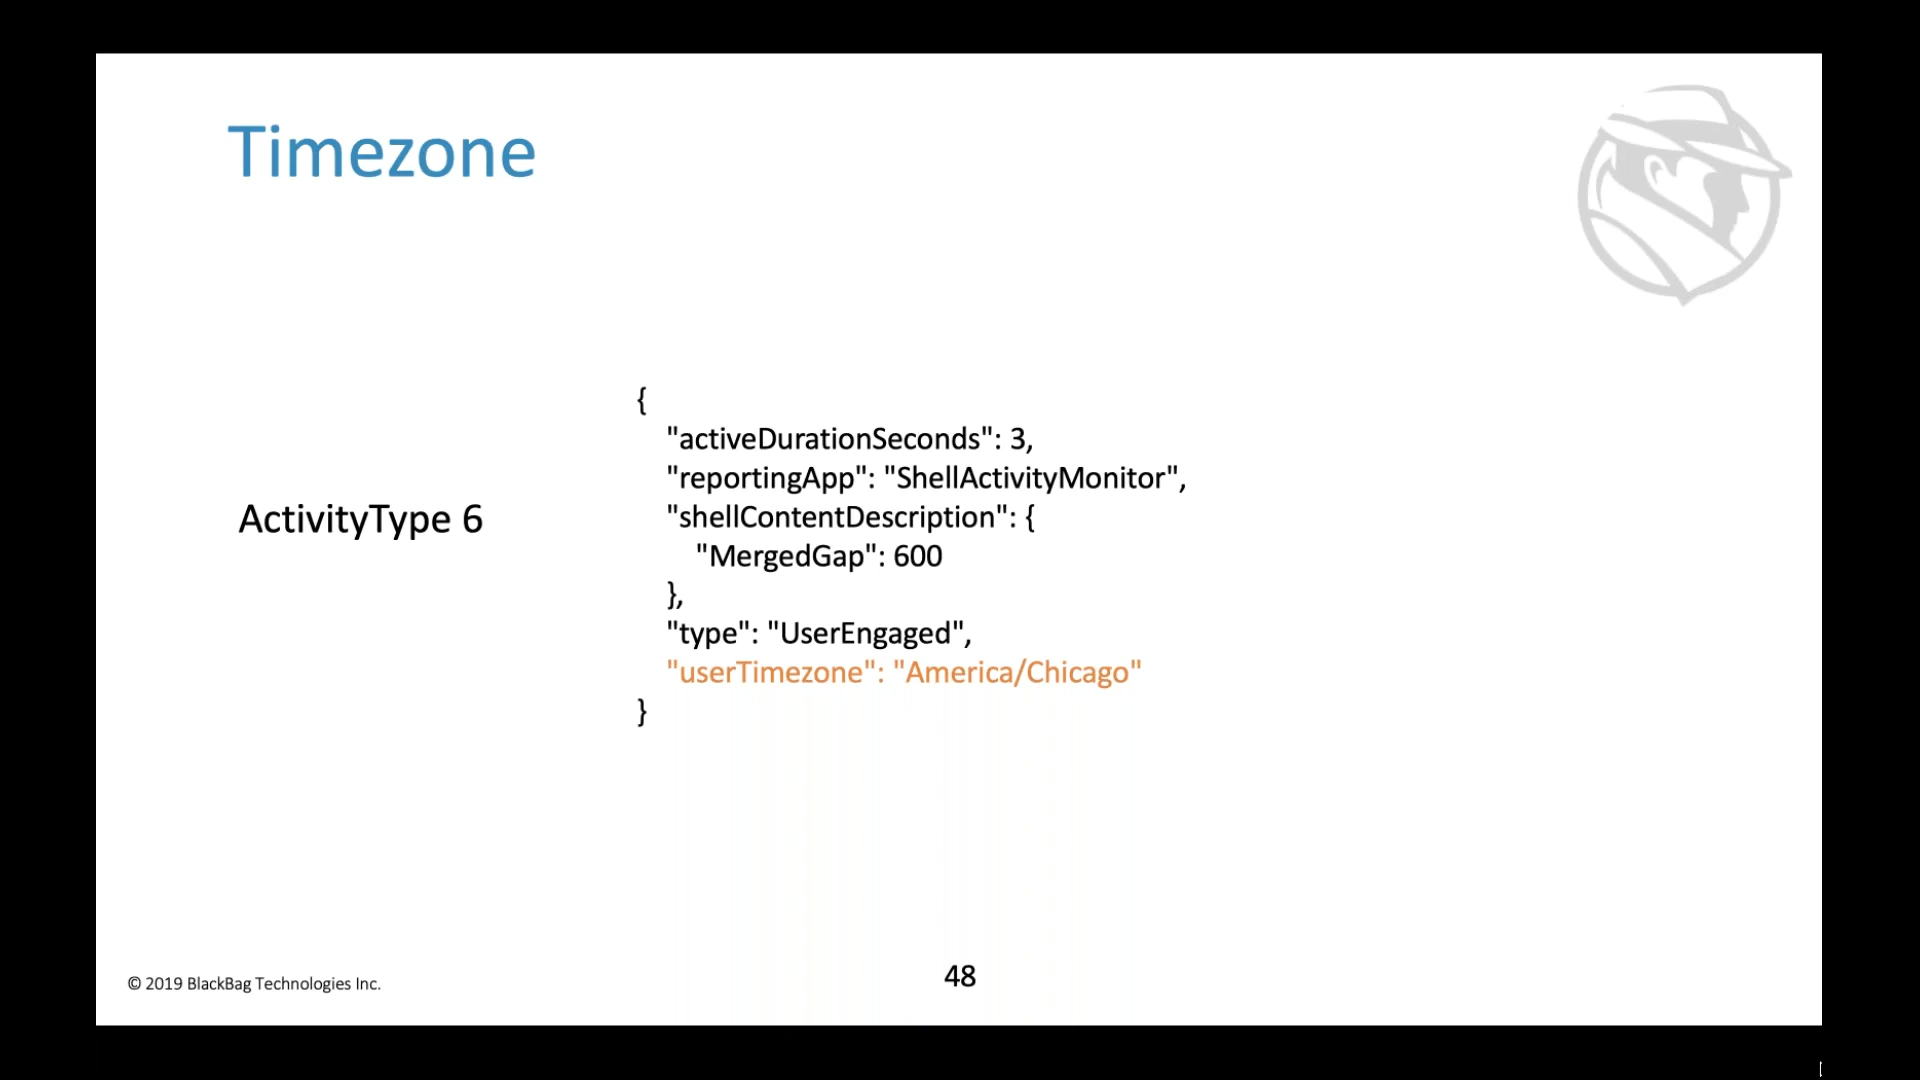 Timezone
ActivityType 6
{
"activeDurationSeconds": 3,
"reportingApp": "ShellActivityMonitor",
"shellContentDescription": {
"MergedGap": 600
},
"type": "UserEngaged",
"userTimezone": "America/Chicago"
}
© 2019 BlackBag Technologies Inc.
48